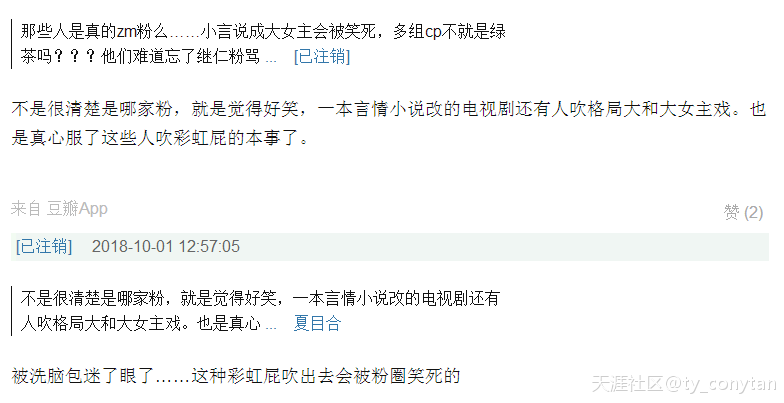 那些人是真的zm粉么……小言说成大女主会被笑死，多组cp不就是绿
茶吗？？？他们难道忘了继仁粉骂 ... [已注销]
不是很清楚是哪家粉，就是觉得好笑，一本言情小说改的电视剧还有人吹格局大和大女主戏。也
是真心服了这些人吹彩虹屁的本事了。
来自 豆瓣App
赞 (2)
[已注销] 2018-10-01 12:57:05
不是很清楚是哪家粉，就是觉得好笑，一本言情小说改的电视剧还有
人吹格局大和大女主戏。也是真心 ... 夏目合
被洗脑包迷了眼了……这种彩虹屁吹出去会被粉圈笑死的
天涯社区@ty_conytan